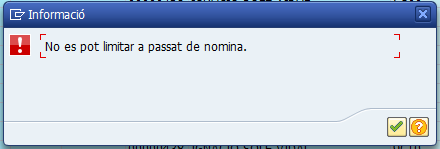 Informació
No es pot limitar a passat de nomina.